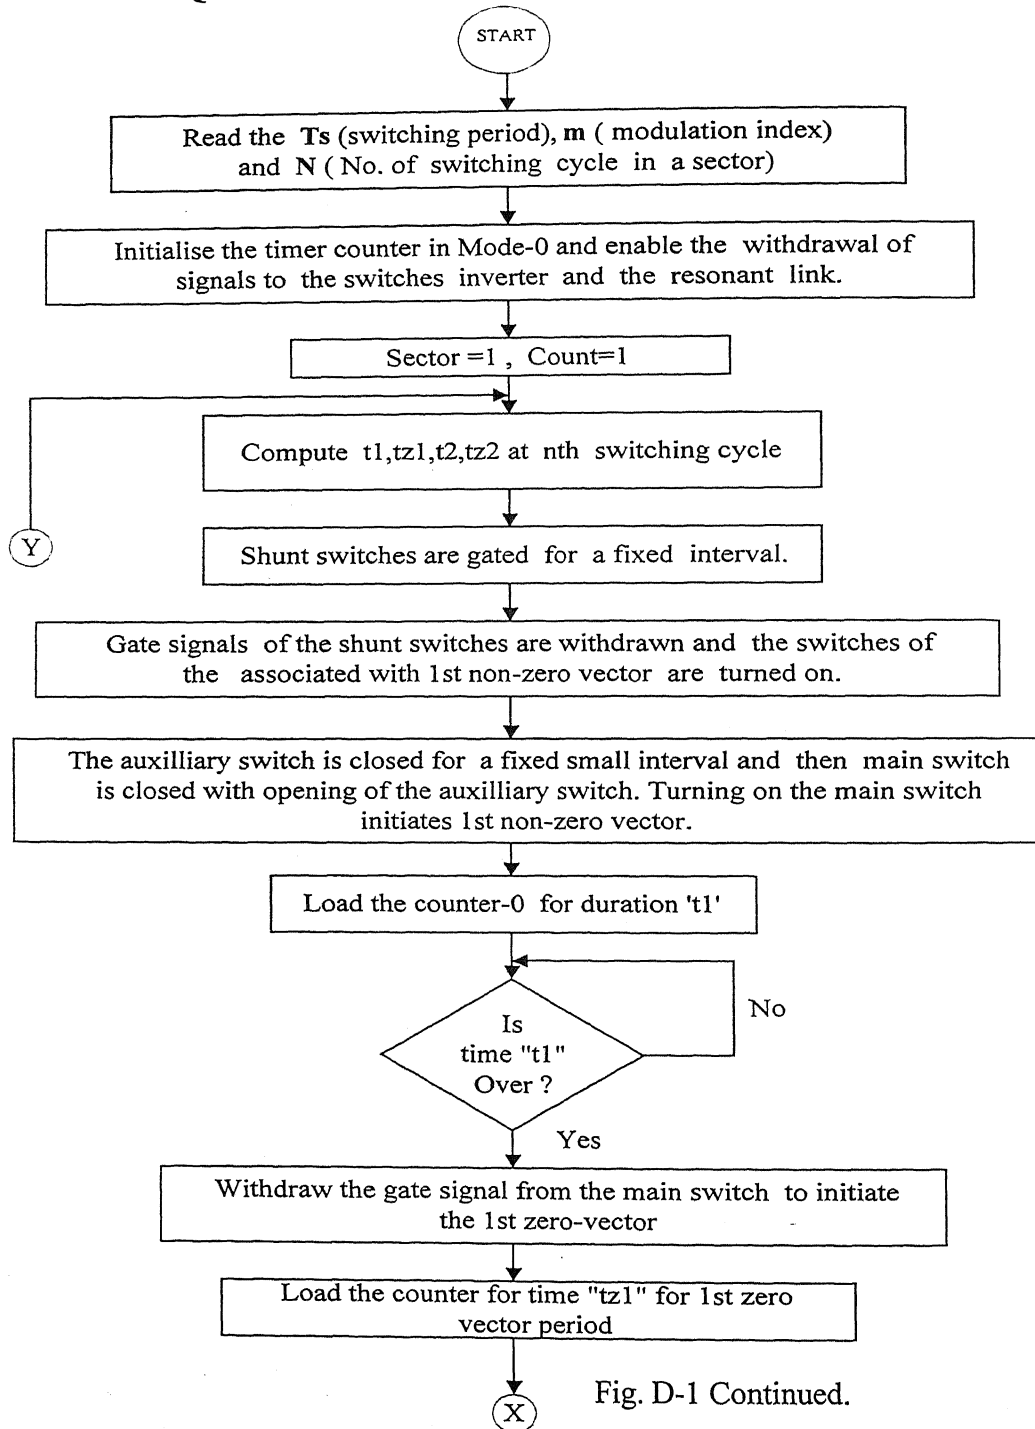 START
Read the Ts (switching period), m ( modulation index)
and N ( No. of switching cycle in a sector)
Initialise the timer counter in Mode-0 and enable the withdrawal of
signals to the switches inverter and the resonant link.
Sector =1 , Count=1
Compute t1,tz1,t2,tz2 at nth switching cycle
Y
Shunt switches are gated for a fixed interval.
Gate signals of the shunt switches are withdrawn and the switches of
the associated with 1st non-zero vector are turned on.
The auxilliary switch is closed for a fixed small interval and then main switch
is closed with opening of the auxilliary switch. Turning on the main switch
initiates 1st non-zero vector.
Load the counter-0 for duration 't1'
No
Is
time "t1"
Over ?
Yes
Withdraw the gate signal from the main switch to initiate
the 1st zero-vector
Load the counter for time "tz1" for 1st zero
vector period
Fig. D-1 Continued.
X